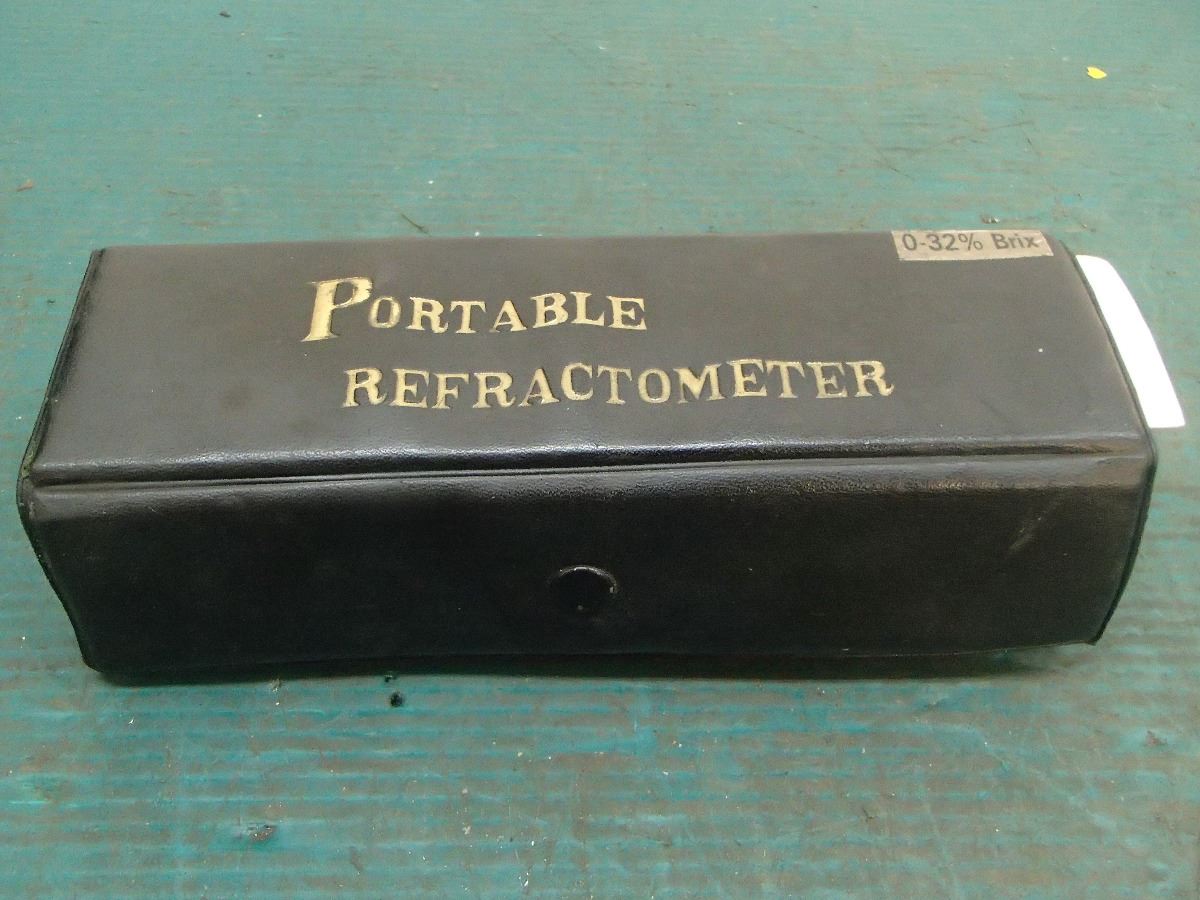 0-32% Brix
PORTABLE
REFRACTOMETER